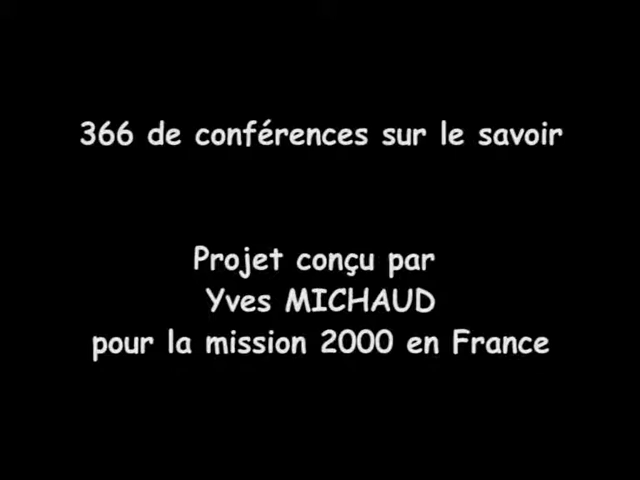 366 de conférences sur le savoir
Projet conçu par
Yves MICHAUD
pour la mission 2000 en France